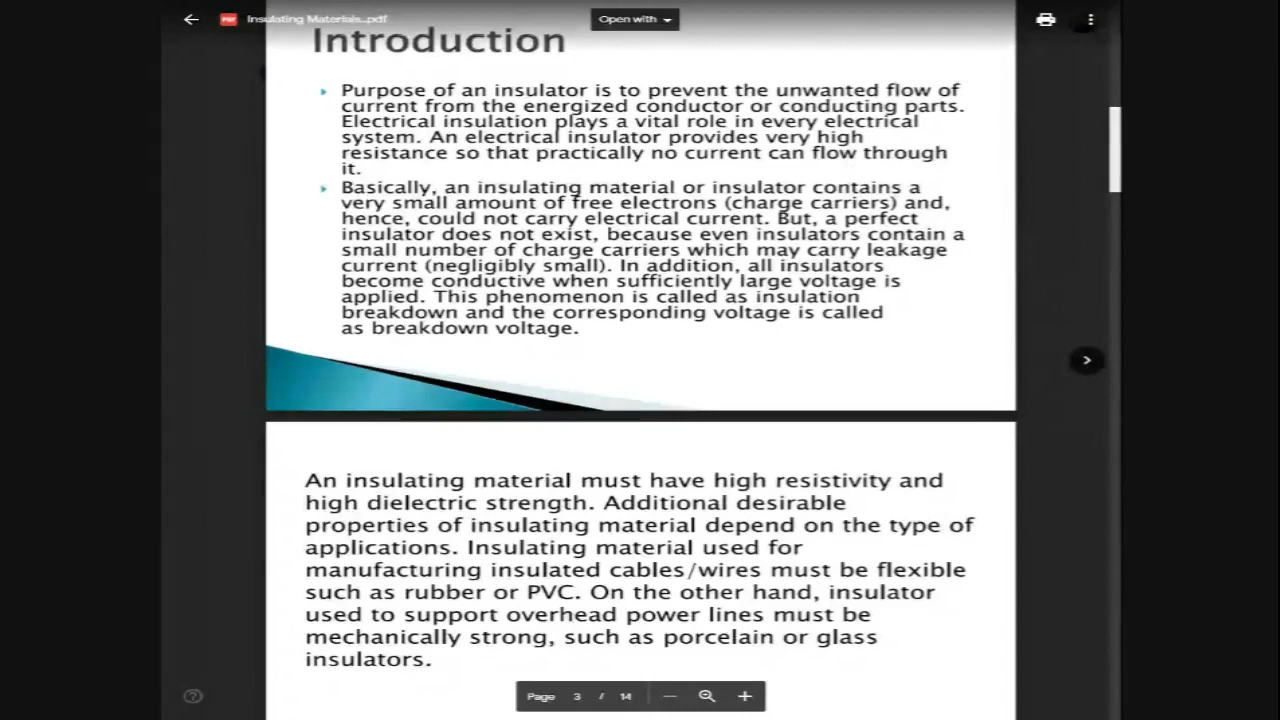 Insulating Materials.pdf
Open with
Introduction
Purpose of an insulator is to prevent the unwanted flow of
current from the energized conductor or conducting parts.
Electrical insulation plays a vital role in every electrical
system. An electrical insulator provides very high
resistance so that practically no current can flow through
it.
Basically, an insulating material or insulator contains a
very small amount of free electrons (charge carriers) and,
hence, could not carry electrical current. But, a perfect
insulator does not exist, because even insulators contain a
small number of charge carriers which may carry leakage
current (negligibly small). In addition, all insulators
become conductive when sufficiently large voltage is
applied. This phenomenon is called as insulation
breakdown and the corresponding voltage is called
as breakdown voltage.
An insulating material must have high resistivity and
high dielectric strength. Additional desirable
properties of insulating material depend on the type of
applications. Insulating material used for
manufacturing insulated cables/wires must be flexible
such as rubber or PVC. On the other hand, insulator
used to support overhead power lines must be
mechanically strong, such as porcelain or glass
insulators.
Page 3 / 14